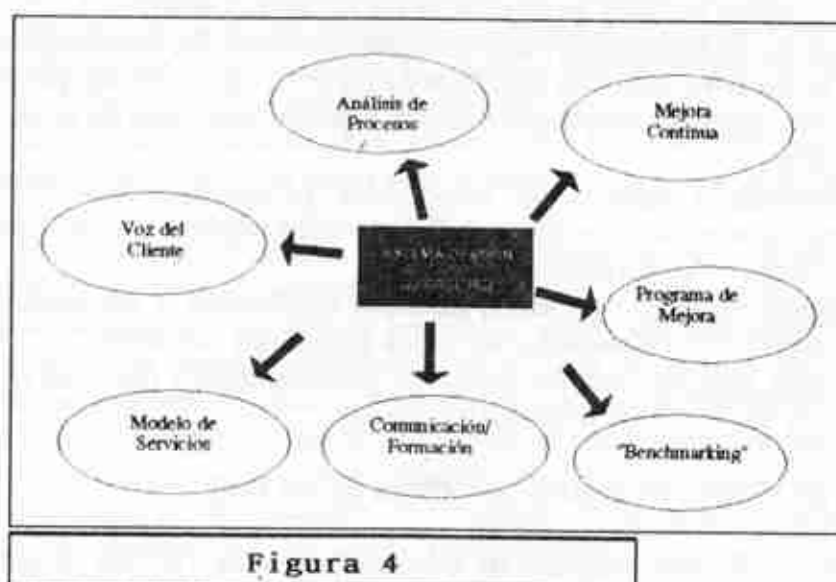 Análisis de
Procesos
Mejora
Continua
Voz del
Cliente
Programa de
Mejora
Modelo de
Servicios
Comunicación/
Formación
"Benchmarking"
Figura 4